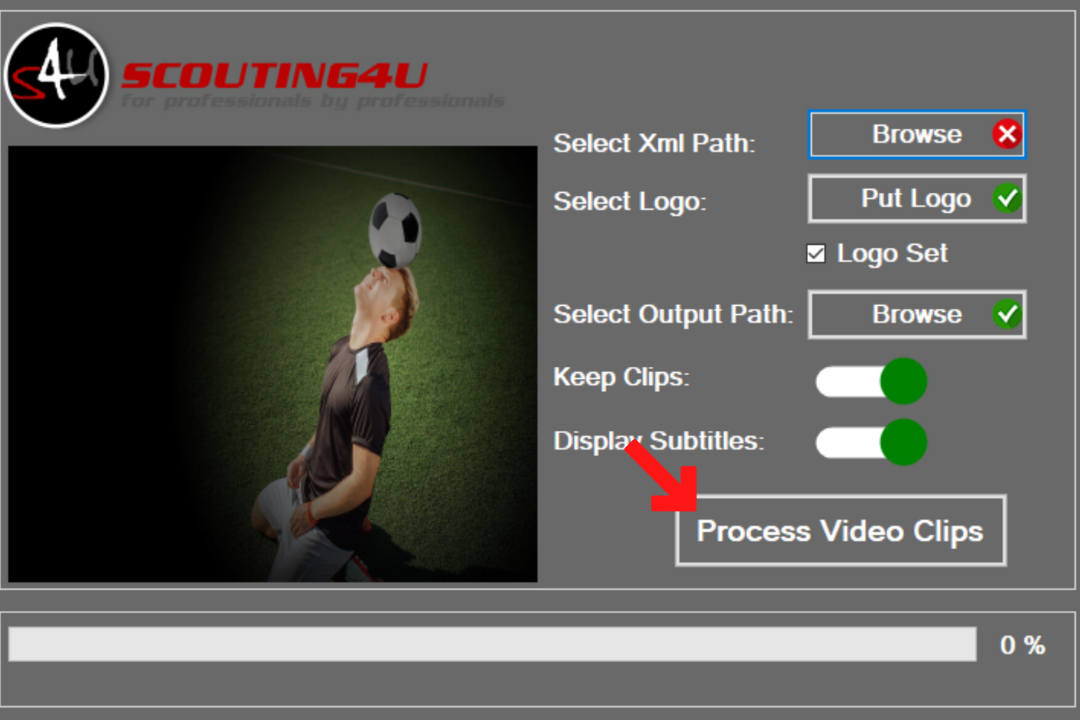 S4U
SCOUTING4U
for professionals by professionals
Select Xml Path:
Browse
Select Logo:
Put Logo
Logo Set
Select Output Path:
Browse
Keep Clips:
Display Subtitles:
Process Video Clips
0 %